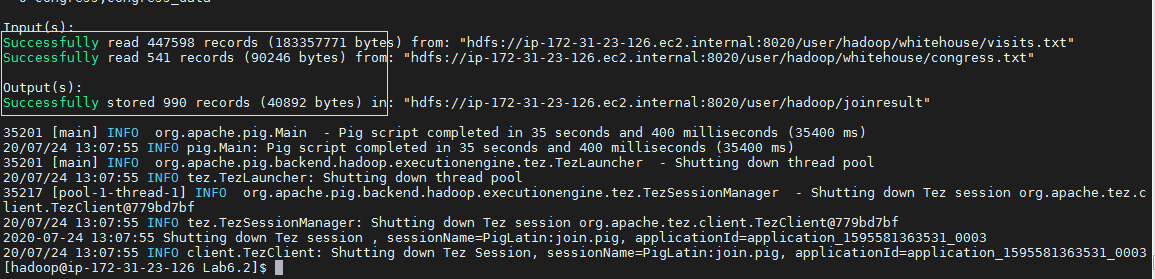 Input(s):
Successfully read 447598 records (183357771 bytes) from: "hdfs://ip-172-31-23-126.ec2.internal:8020/user/hadoop/whitehouse/visits.txt"
Successfully read 541 records (90246 bytes) from: "hdfs://ip-172-31-23-126.ec2.internal:8020/user/hadoop/whitehouse/congress.txt"
Output(s):
Successfully stored 990 records (40892 bytes) in: "hdfs://ip-172-31-23-126.ec2.internal:8020/user/hadoop/joinresult"
35201 [main] INFO  org.apache.pig.Main  - Pig script completed in 35 seconds and 400 milliseconds (35400 ms)
20/07/24 13:07:55 INFO pig.Main: Pig script completed in 35 seconds and 400 milliseconds (35400 ms)
35201 [main] INFO  org.apache.pig.backend.hadoop.executionengine.tez.TezLauncher  - Shutting down thread pool
20/07/24 13:07:55 INFO tez.TezLauncher: Shutting down thread pool
35217 [pool-1-thread-1] INFO  org.apache.pig.backend.hadoop.executionengine.tez.TezSessionManager  - Shutting down Tez session org.apache.tez.c
lient.TezClient@779bd7bf
20/07/24 13:07:55 INFO tez.TezSessionManager: Shutting down Tez session org.apache.tez.client.TezClient@779bd7bf
2020-07-24 13:07:55 Shutting down Tez session , sessionName=PigLatin:join.pig, applicationId=application_1595581363531_0003
20/07/24 13:07:55 INFO client.TezClient: Shutting down Tez Session, sessionName=PigLatin:join.pig, applicationId=application_1595581363531_0003
[hadoop@ip-172-31-23-126 Lab6.2]$